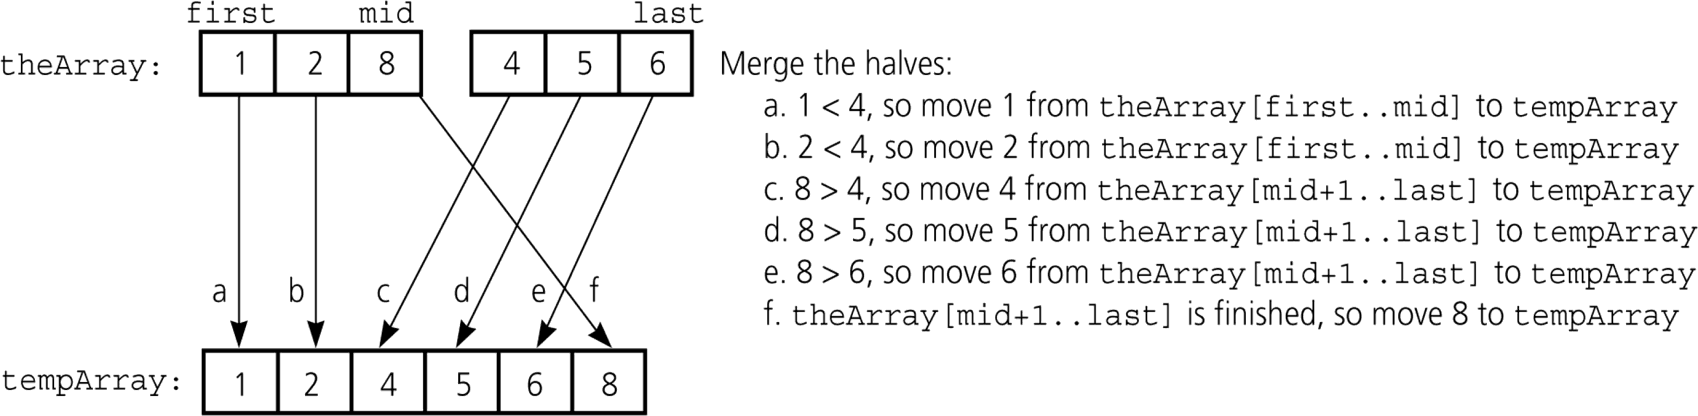 first mid last
theArray: 1 2 8 4 5 6
Merge the halves:
a. 1 < 4, so move 1 from theArray[first..mid] to tempArray
b. 2 < 4, so move 2 from theArray[first..mid] to tempArray
c. 8 > 4, so move 4 from theArray[mid+1..last] to tempArray
d. 8 > 5, so move 5 from theArray[mid+1..last] to tempArray
e. 8 > 6, so move 6 from theArray[mid+1..last] to tempArray
f. theArray[mid+1..last] is finished, so move 8 to tempArray
a b c d e f
tempArray: 1 2 4 5 6 8